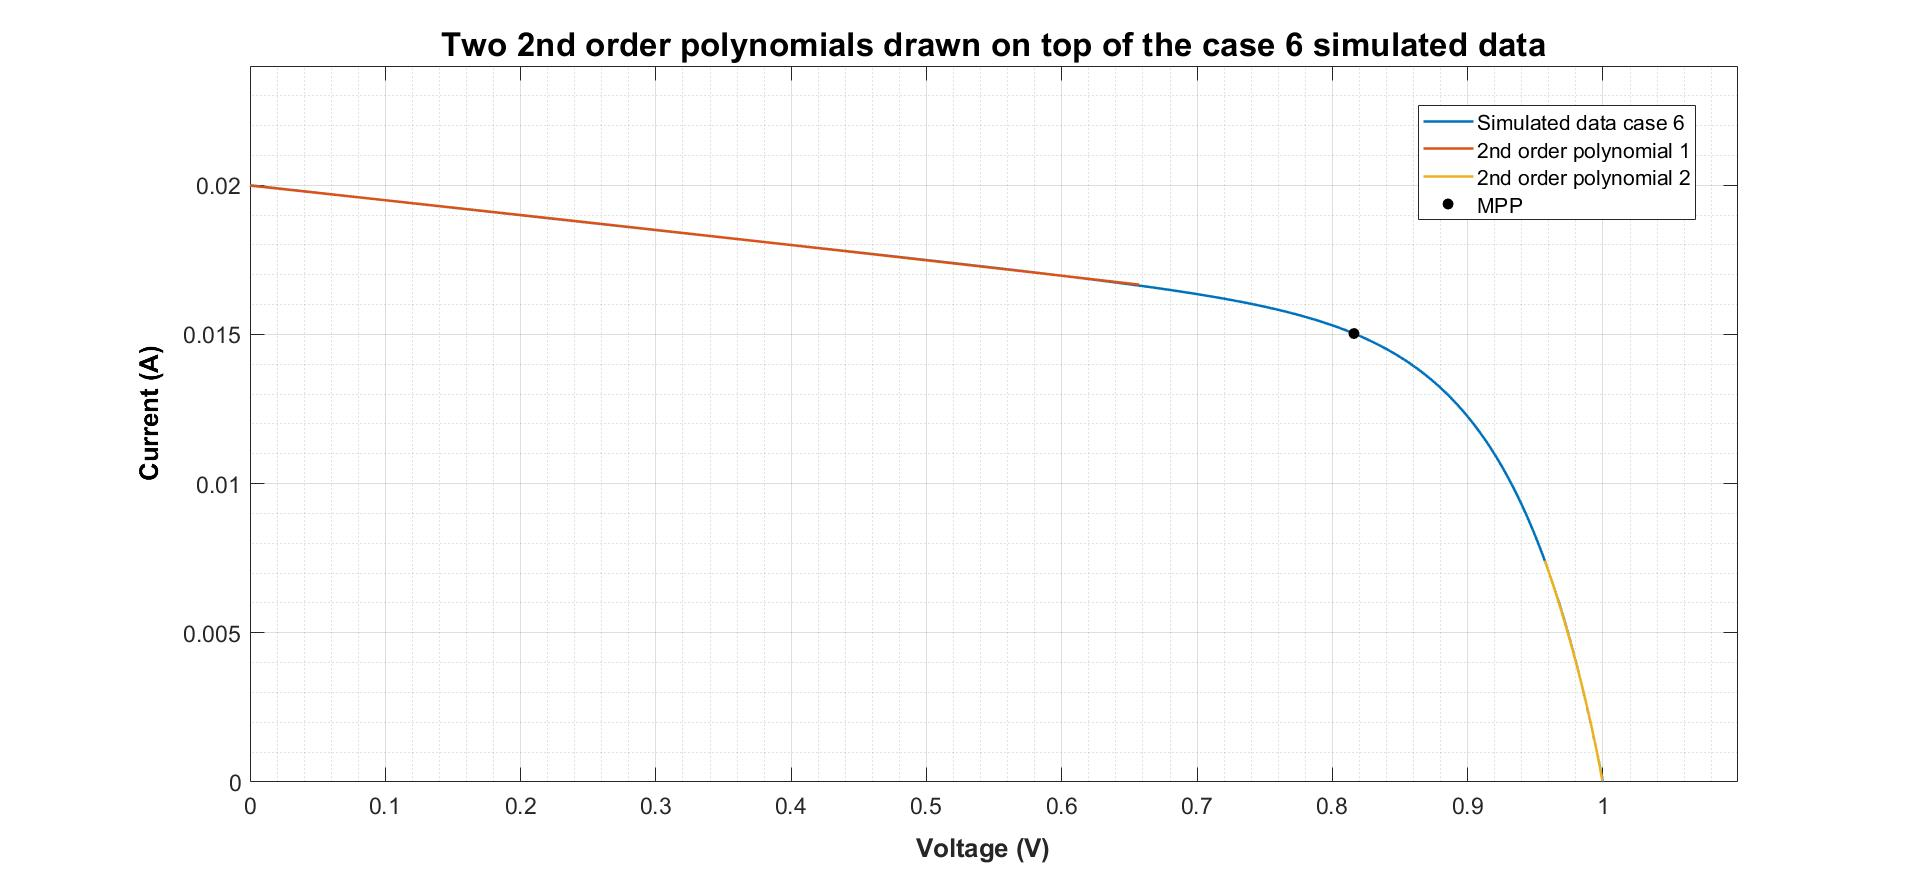 Two 2nd order polynomials drawn on top of the case 6 simulated data
Simulated data case 6
2nd order polynomial 1
2nd order polynomial 2
MPP
0.02
0.015
0.01
0.005
0
Current (A)
0 0.1 0.2 0.3 0.4 0.5 0.6 0.7 0.8 0.9 1
Voltage (V)